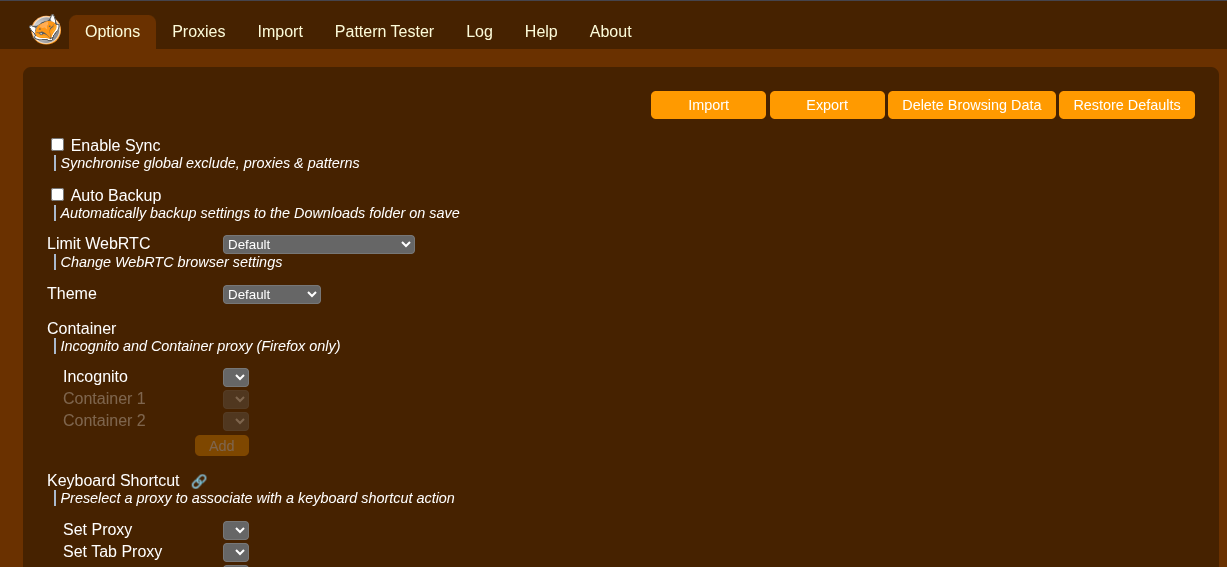 Options Proxies Import Pattern Tester Log Help About
Import Export Delete Browsing Data Restore Defaults
Enable Sync
Synchronise global exclude, proxies & patterns
Auto Backup
Automatically backup settings to the Downloads folder on save
Limit WebRTC Default
Change WebRTC browser settings
Theme Default
Container
Incognito and Container proxy (Firefox only)
Incognito
Container 1
Container 2
Add
Keyboard Shortcut
Preselect a proxy to associate with a keyboard shortcut action
Set Proxy
Set Tab Proxy